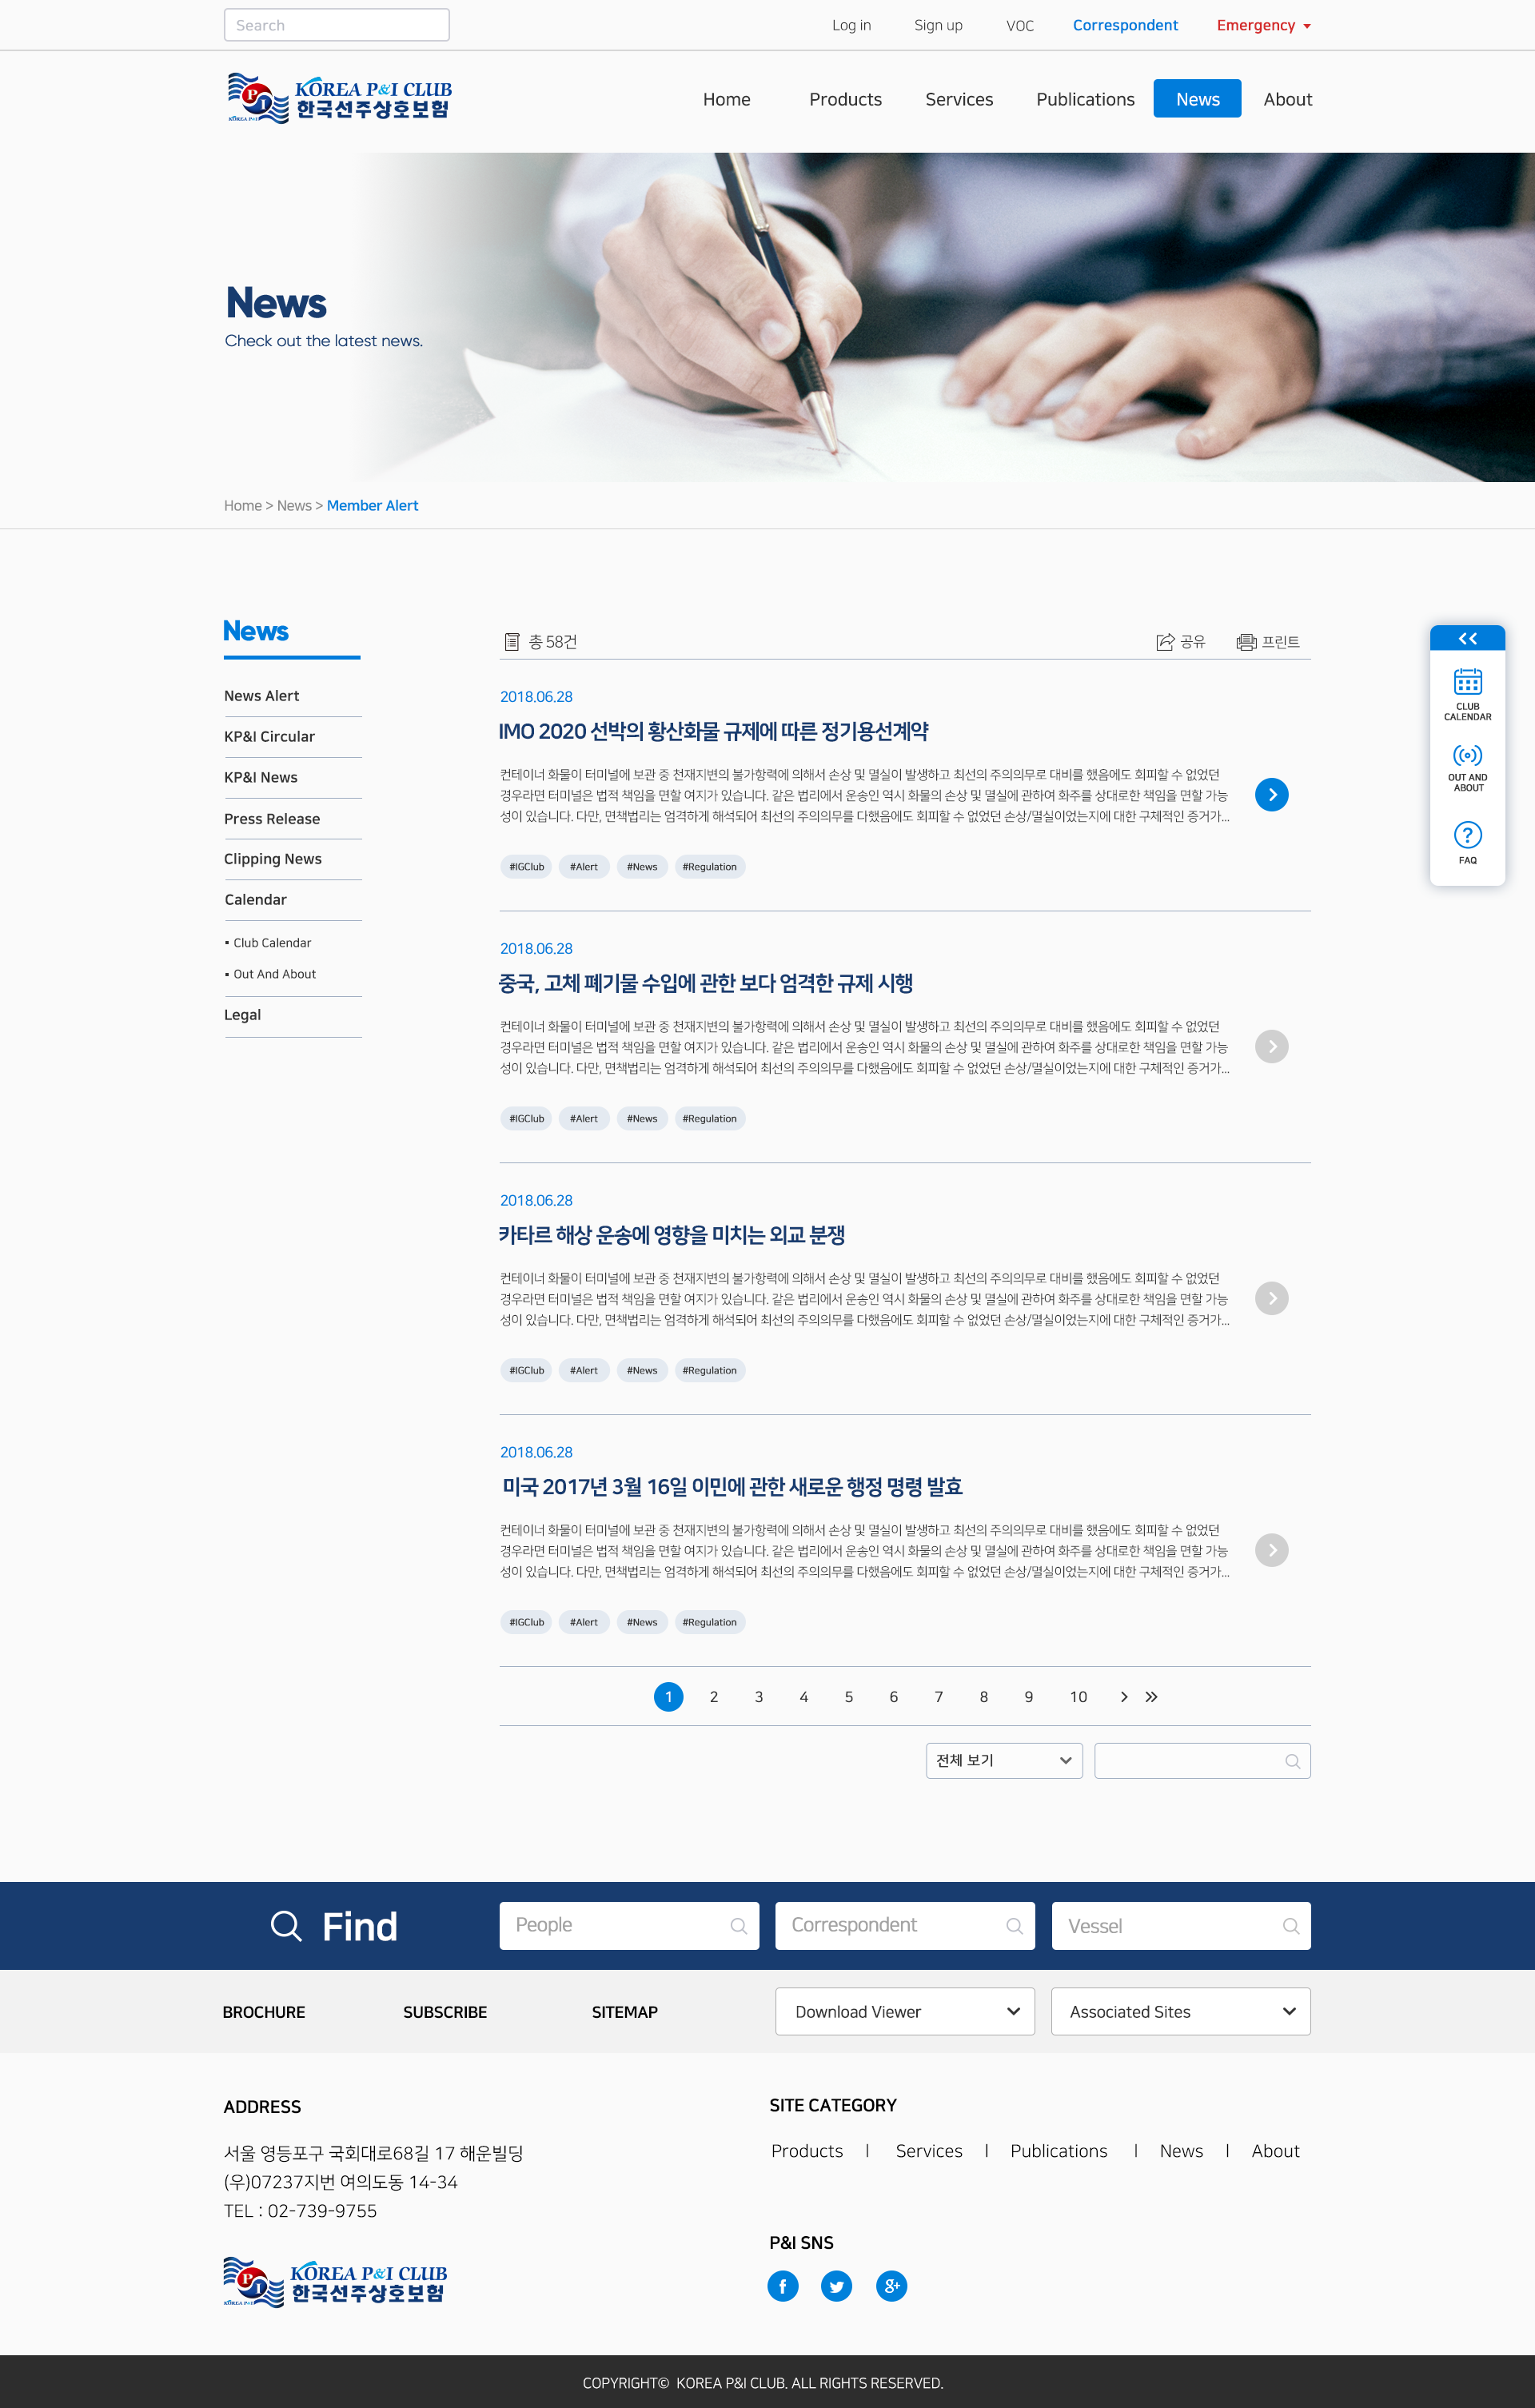 Search
Log in
Sign up
VOC
Correspondent
Emergency
KOREA P&I CLUB
한국선주상호보험
KOREA P&I
Home
Products
Services
Publications
News
About
News
Check out the latest news.
Home > News > Member Alert
News
News Alert
KP&I Circular
KP&I News
Press Release
Clipping News
Calendar
Club Calendar
Out And About
Legal
총 58건
공유
프린트
2018.06.28
IMO 2020 선박의 황산화물 규제에 따른 정기용선계약
컨테이너 화물이 터미널에 보관 중 천재지변의 불가항력에 의해서 손상 및 멸실이 발생하고 최선의 주의의무로 대비를 했음에도 회피할 수 없었던
경우라면 터미널은 법적 책임을 면할 여지가 있습니다. 같은 법리에서 운송인 역시 화물의 손상 및 멸실에 관하여 화주를 상대로한 책임을 면할 가능
성이 있습니다. 다만, 면책법리는 엄격하게 해석되어 최선의 주의의무를 다했음에도 회피할 수 없었던 손상/멸실이었는지에 대한 구체적인 증거가...
#IGClub #Alert #News #Regulation
2018.06.28
중국, 고체 폐기물 수입에 관한 보다 엄격한 규제 시행
컨테이너 화물이 터미널에 보관 중 천재지변의 불가항력에 의해서 손상 및 멸실이 발생하고 최선의 주의의무로 대비를 했음에도 회피할 수 없었던
경우라면 터미널은 법적 책임을 면할 여지가 있습니다. 같은 법리에서 운송인 역시 화물의 손상 및 멸실에 관하여 화주를 상대로한 책임을 면할 가능
성이 있습니다. 다만, 면책법리는 엄격하게 해석되어 최선의 주의의무를 다했음에도 회피할 수 없었던 손상/멸실이었는지에 대한 구체적인 증거가...
#IGClub #Alert #News #Regulation
2018.06.28
카타르 해상 운송에 영향을 미치는 외교 분쟁
컨테이너 화물이 터미널에 보관 중 천재지변의 불가항력에 의해서 손상 및 멸실이 발생하고 최선의 주의의무로 대비를 했음에도 회피할 수 없었던
경우라면 터미널은 법적 책임을 면할 여지가 있습니다. 같은 법리에서 운송인 역시 화물의 손상 및 멸실에 관하여 화주를 상대로한 책임을 면할 가능
성이 있습니다. 다만, 면책법리는 엄격하게 해석되어 최선의 주의의무를 다했음에도 회피할 수 없었던 손상/멸실이었는지에 대한 구체적인 증거가...
#IGClub #Alert #News #Regulation
2018.06.28
미국 2017년 3월 16일 이민에 관한 새로운 행정 명령 발효
컨테이너 화물이 터미널에 보관 중 천재지변의 불가항력에 의해서 손상 및 멸실이 발생하고 최선의 주의의무로 대비를 했음에도 회피할 수 없었던
경우라면 터미널은 법적 책임을 면할 여지가 있습니다. 같은 법리에서 운송인 역시 화물의 손상 및 멸실에 관하여 화주를 상대로한 책임을 면할 가능
성이 있습니다. 다만, 면책법리는 엄격하게 해석되어 최선의 주의의무를 다했음에도 회피할 수 없었던 손상/멸실이었는지에 대한 구체적인 증거가...
#IGClub #Alert #News #Regulation
1 2 3 4 5 6 7 8 9 10
전체 보기
CLUB
CALENDAR
OUT AND
ABOUT
FAQ
Find
People
Correspondent
Vessel
BROCHURE
SUBSCRIBE
SITEMAP
Download Viewer
Associated Sites
ADDRESS
서울 영등포구 국회대로68길 17 해운빌딩
(우)07237지번 여의도동 14-34
TEL : 02-739-9755
KOREA P&I CLUB
한국선주상호보험
KOREA P&I
SITE CATEGORY
Products | Services | Publications | News | About
P&I SNS
COPYRIGHT© KOREA P&I CLUB. ALL RIGHTS RESERVED.